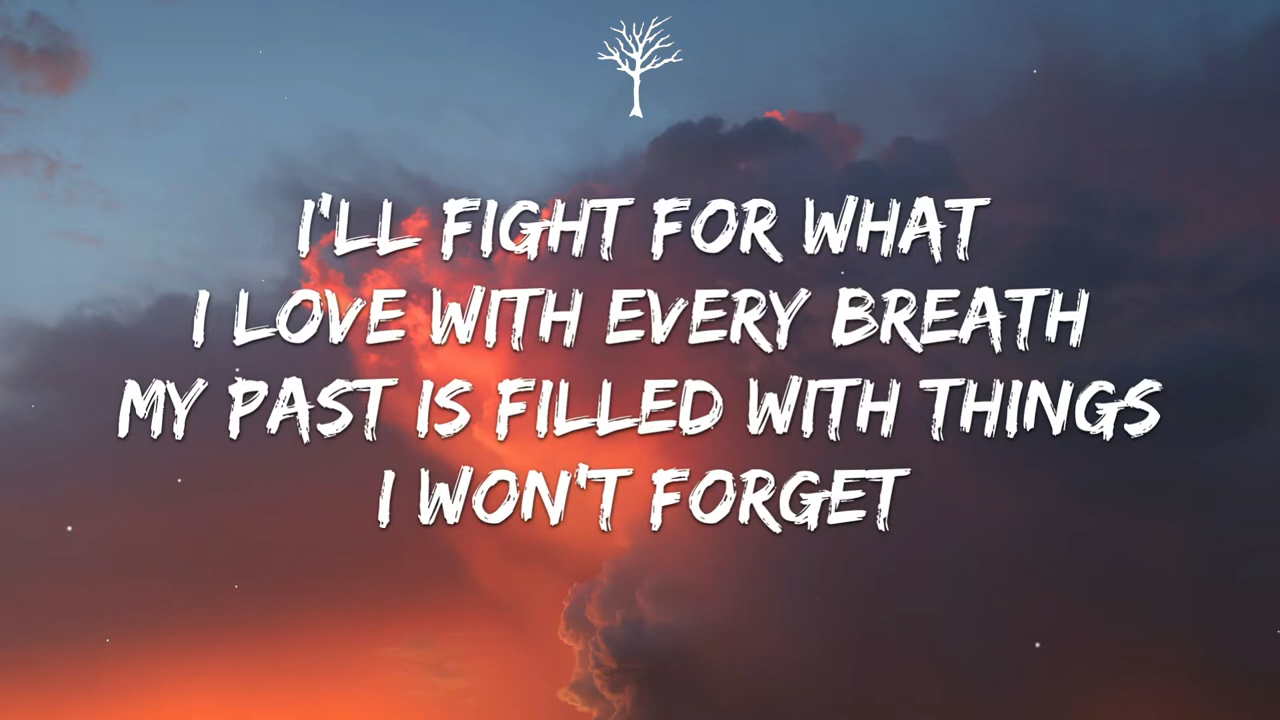 I'LL FIGHT FOR WHAT
I LOVE WITH EVERY BREATH
MY PAST IS FILLED WITH THINGS
I WON'T FORGET